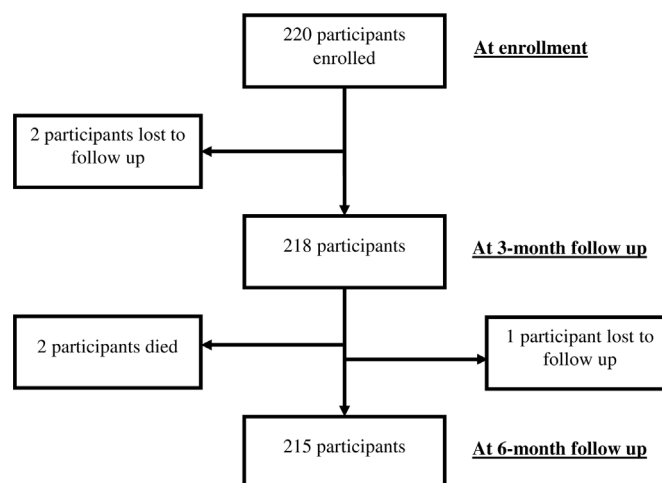 220 participants
enrolled
At enrollment
2 participants lost to
follow up
218 participants
At 3-month follow up
2 participants died
1 participant lost to
follow up
215 participants
At 6-month follow up